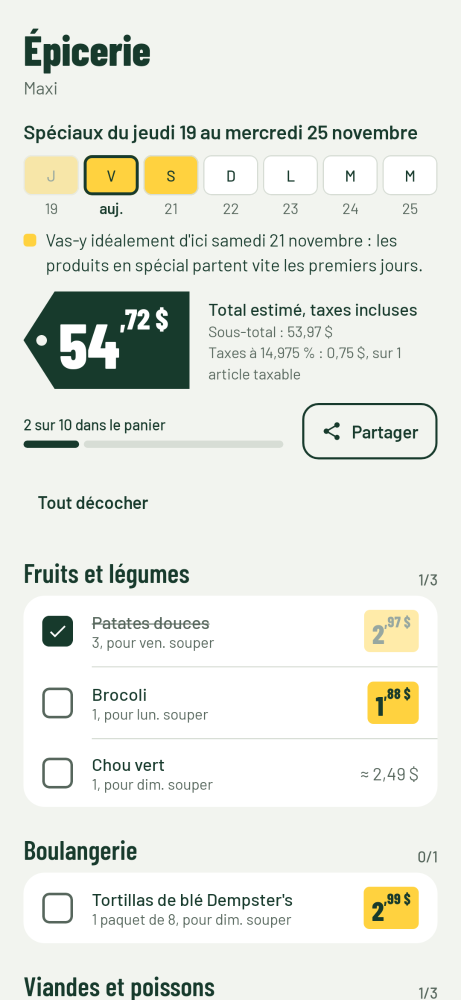 Épicerie
Maxi
Spéciaux du jeudi 19 au mercredi 25 novembre
J V S D L M M
19 auj. 21 22 23 24 25
Vas-y idéalement d'ici samedi 21 novembre : les
produits en spécial partent vite les premiers jours.
54,72 $
Total estimé, taxes incluses
Sous-total : 53,97 $
Taxes à 14,975 % : 0,75 $, sur 1
article taxable
2 sur 10 dans le panier
Partager
Tout décocher
Fruits et légumes 1/3
Patates douces 2,97 $
3, pour ven. souper
Brocoli 1,88 $
1, pour lun. souper
Chou vert ≈ 2,49 $
1, pour dim. souper
Boulangerie 0/1
Tortillas de blé Dempster's 2,99 $
1 paquet de 8, pour dim. souper
Viandes et poissons 1/3